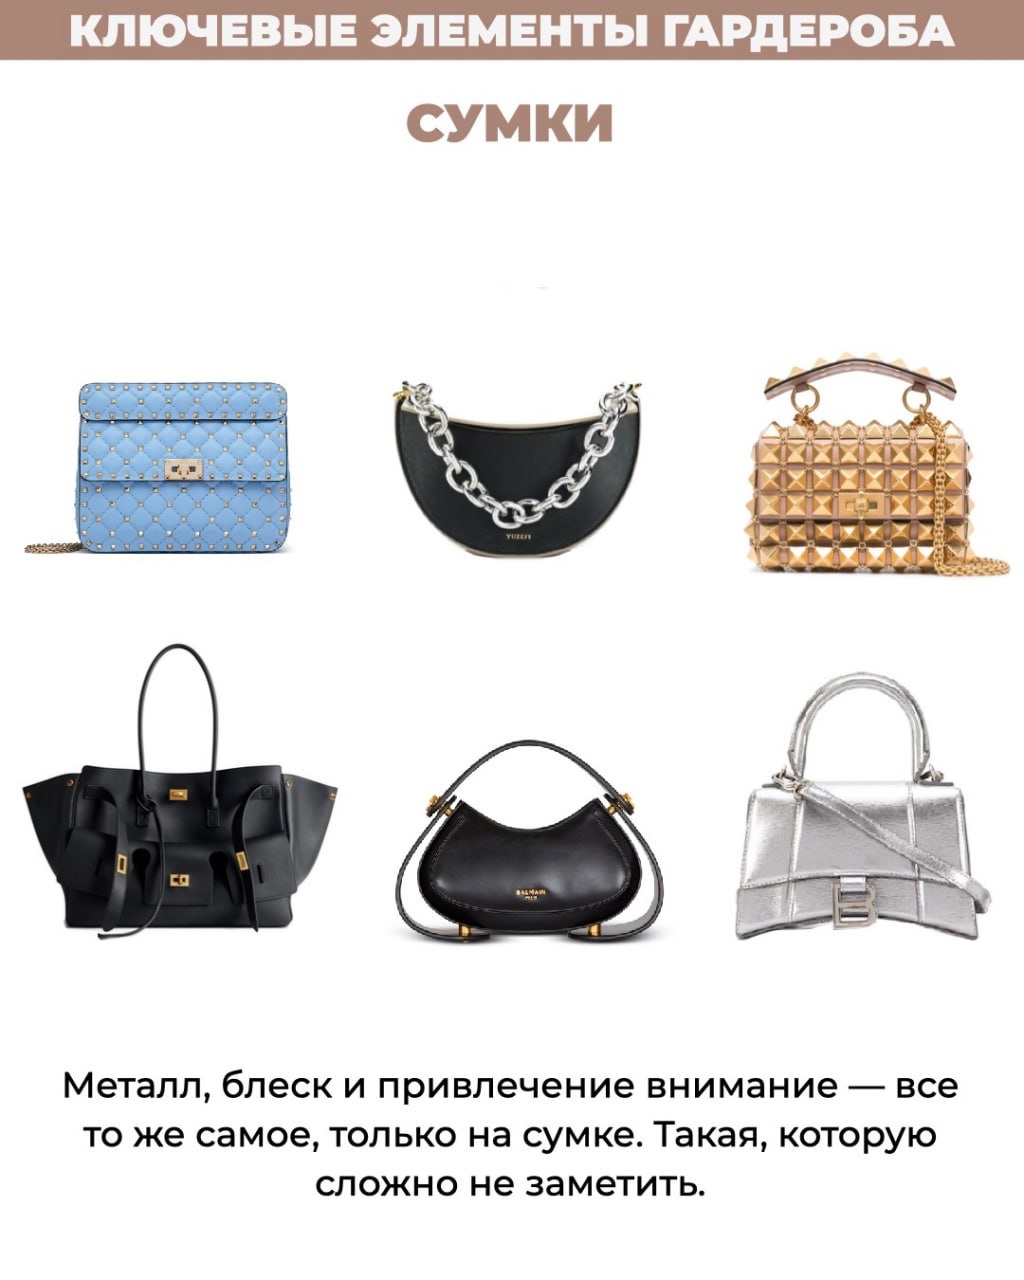 КЛЮЧЕВЫЕ ЭЛЕМЕНТЫ ГАРДЕРОБА
СУМКИ
YUZEFI
BALMAIN
PARIS
B
Металл, блеск и привлечение внимание — все
то же самое, только на сумке. Такая, которую
сложно не заметить.